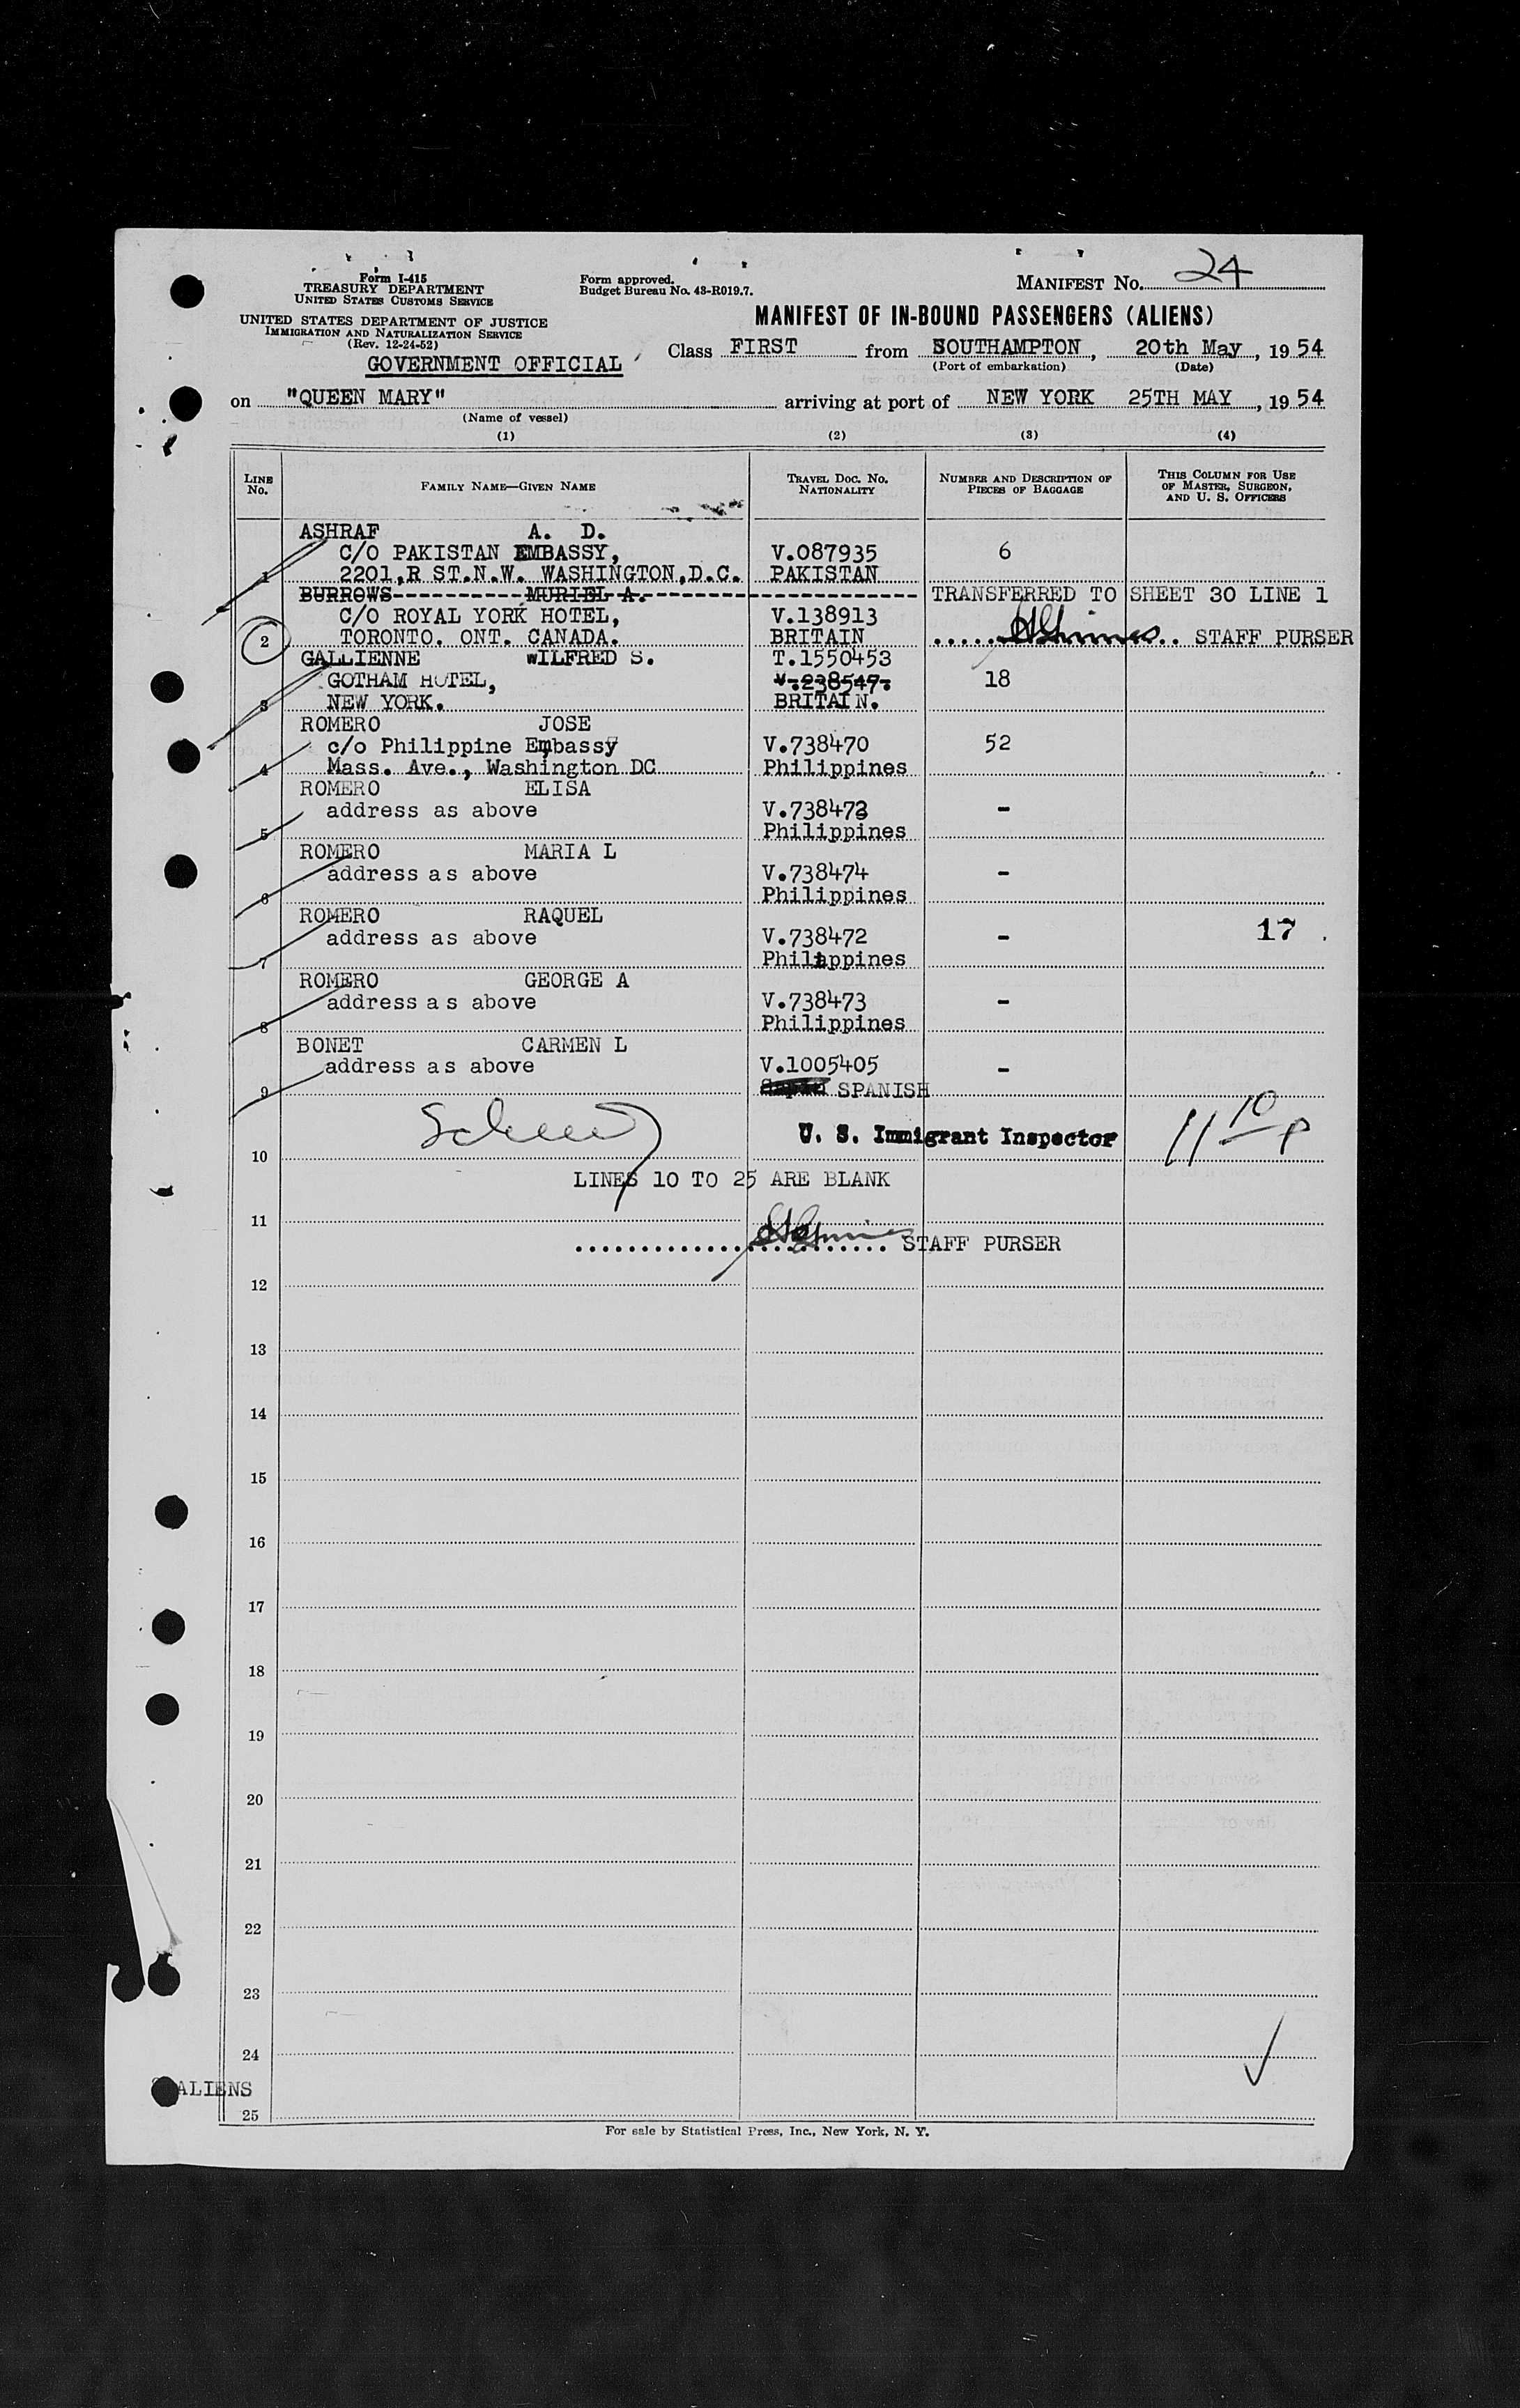 Form I-415
TREASURY DEPARTMENT
UNITED STATES CUSTOMS SERVICE
UNITED STATES DEPARTMENT OF JUSTICE
IMMIGRATION AND NATURALIZATION SERVICE
(Rev. 12-24-52)
GOVERNMENT OFFICIAL
Form approved.
Budget Bureau No. 43-R019.7.
MANIFEST No. 24
MANIFEST OF IN-BOUND PASSENGERS (ALIENS)
Class FIRST from SOUTHAMPTON, 20th May, 1954
(Port of embarkation) (Date)
on "QUEEN MARY" arriving at port of NEW YORK 25TH MAY, 1954
(Name of vessel)
(1) (2) (3) (4)
LINE No. FAMILY NAME—GIVEN NAME TRAVEL DOC. No. NATIONALITY NUMBER AND DESCRIPTION OF PIECES OF BAGGAGE THIS COLUMN FOR USE OF MASTER, SURGEON, AND U. S. OFFICERS
ASHRAF A. D.
C/O PAKISTAN EMBASSY, V.087935 6
1 2201,R ST.N.W. WASHINGTON,D.C. PAKISTAN
BURROWS MURIEL A. TRANSFERRED TO SHEET 30 LINE 1
C/O ROYAL YORK HOTEL, V.138913
2 TORONTO. ONT. CANADA. BRITAIN STAFF PURSER
GALLIENNE WILFRED S. T.1550453
GOTHAM HOTEL, V.238547. 18
3 NEW YORK. BRITAIN.
ROMERO JOSE
c/o Philippine Embassy V.738470 52
4 Mass. Ave., Washington DC Philippines
ROMERO ELISA
address as above V.738472 -
5 Philippines
ROMERO MARIA L
address as above V.738474 -
6 Philippines
ROMERO RAQUEL
address as above V.738472 - 17
7 Philippines
ROMERO GEORGE A
address as above V.738473 -
8 Philippines
BONET CARMEN L
address as above V.1005405 -
9 SPANISH
U. S. Immigrant Inspector 11 10 P
10
LINES 10 TO 25 ARE BLANK
11
STAFF PURSER
12
13
14
15
16
17
18
19
20
21
22
23
24
ALIENS
25
For sale by Statistical Press, Inc., New York, N. Y.